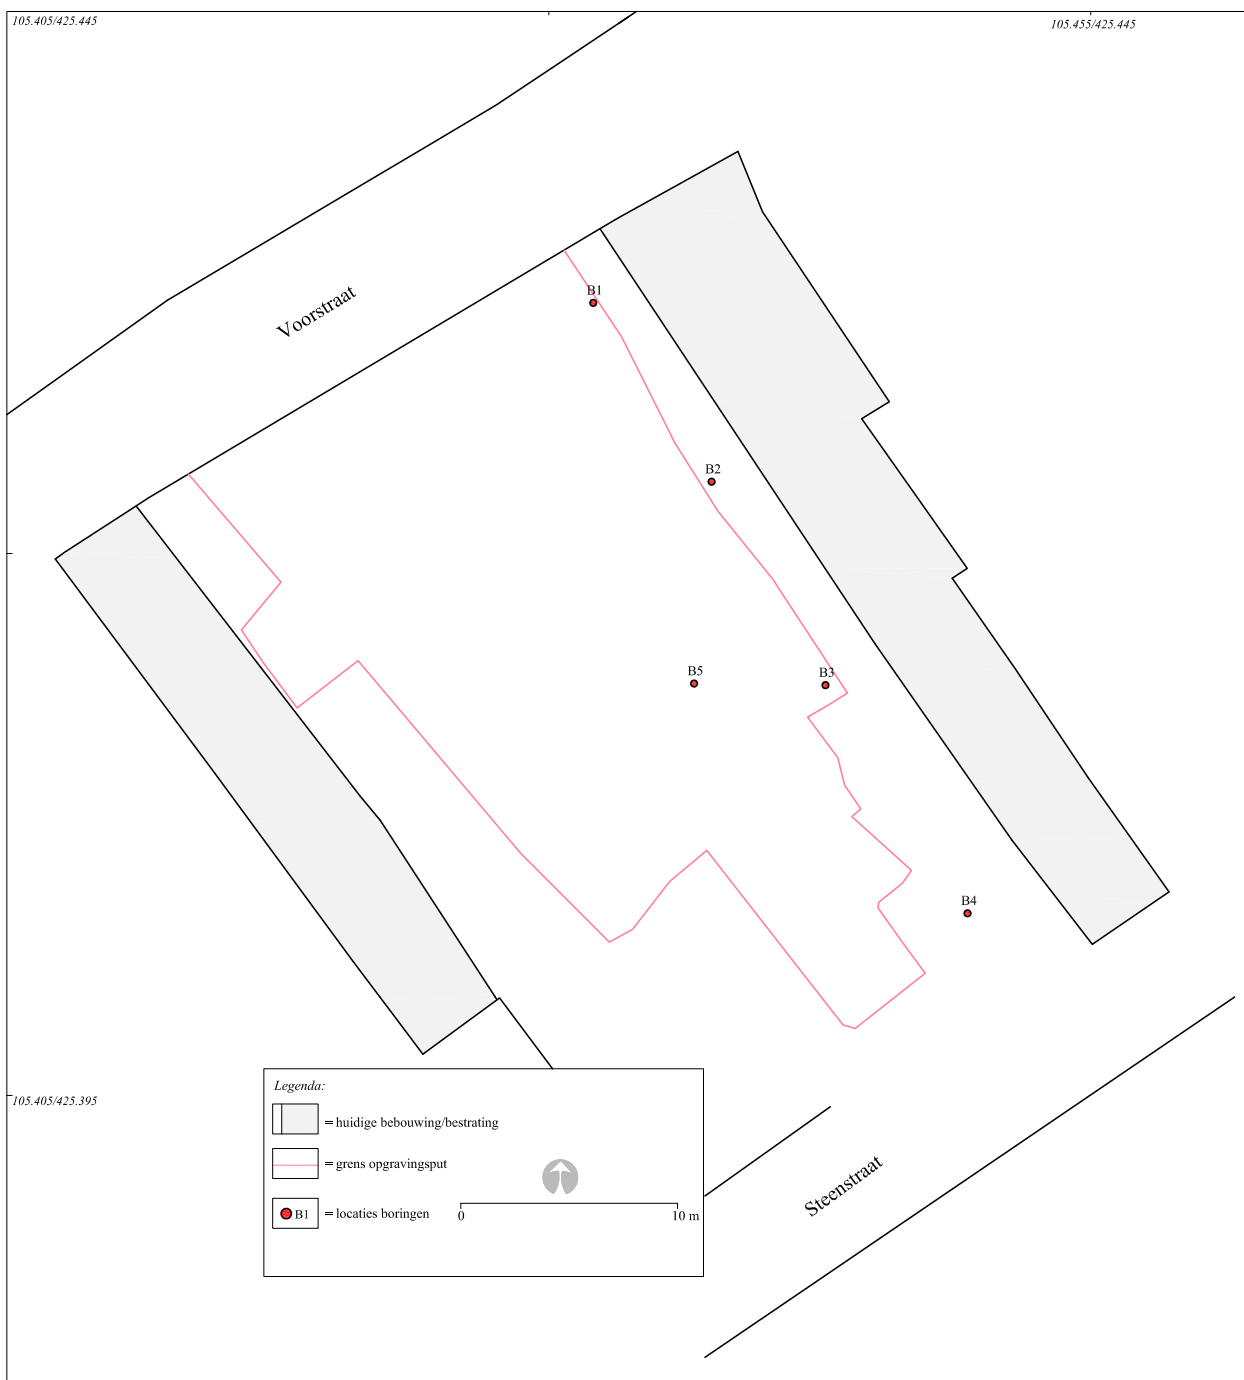 105.405/425.445
105.455/425.445
Voorstraat
B1
B2
B5
B3
B4
105.405/425.395
Legenda:
= huidige bebouwing/bestrating
= grens opgravingsput
B1 = locaties boringen
0 10 m
Steenstraat